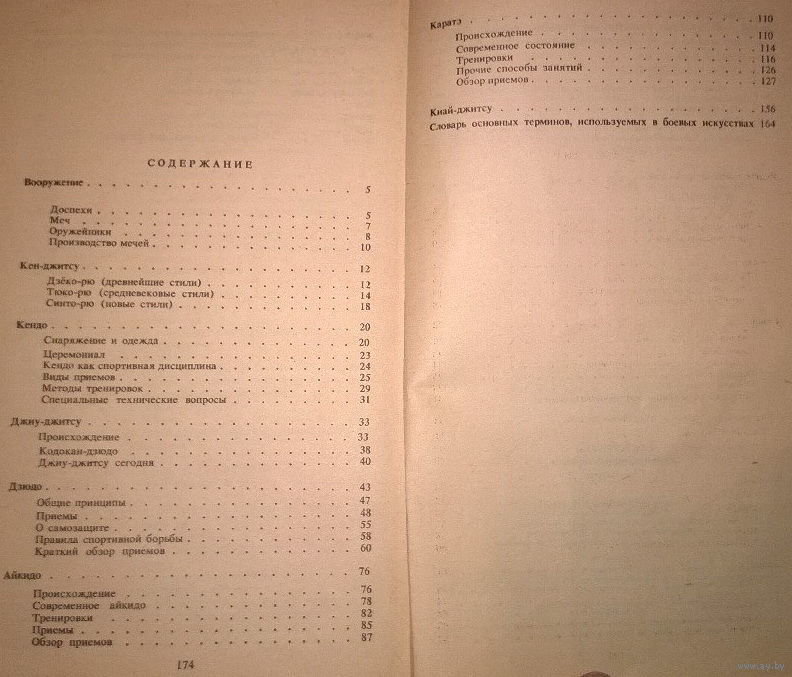 СОДЕРЖАНИЕ
Вооружение . . . . . . . . . . . . . . . . . . 5
Доспехи . . . . . . . . . . . . . . . . . . 5
Меч . . . . . . . . . . . . . . . . . . 7
Оружейники . . . . . . . . . . . . . . . . . 8
Производство мечей . . . . . . . . . . . . . . 10
Кен-джитсу . . . . . . . . . . . . . . . . . . 12
Дзёко-рю (древнейшие стили) . . . . . . . . . . . 12
Тюко-рю (средневековые стили) . . . . . . . . . . 14
Синто-рю (новые стили) . . . . . . . . . . . . . 18
Кендо . . . . . . . . . . . . . . . . . . . . 20
Снаряжение и одежда . . . . . . . . . . . . . . 20
Церемониал . . . . . . . . . . . . . . . . . 23
Кендо как спортивная дисциплина . . . . . . . . . . 24
Виды приемов . . . . . . . . . . . . . . . . . 25
Методы тренировок . . . . . . . . . . . . . . . 29
Специальные технические вопросы . . . . . . . . . 31
Джиу-джитсу . . . . . . . . . . . . . . . . . . 33
Происхождение . . . . . . . . . . . . . . . . 33
Кодокан-дзюдо . . . . . . . . . . . . . . . . 38
Джиу-джитсу сегодня . . . . . . . . . . . . . . 40
Дзюдо . . . . . . . . . . . . . . . . . . . . 43
Общие принципы . . . . . . . . . . . . . . . . 47
Приемы . . . . . . . . . . . . . . . . . . . 48
О самозащите . . . . . . . . . . . . . . . . . 55
Правила спортивной борьбы . . . . . . . . . . . . 58
Краткий обзор приемов . . . . . . . . . . . . . 60
Айкидо . . . . . . . . . . . . . . . . . . . . 76
Происхождение . . . . . . . . . . . . . . . . 76
Современное айкидо . . . . . . . . . . . . . . 78
Тренировки . . . . . . . . . . . . . . . . . 82
Приемы . . . . . . . . . . . . . . . . . . . 85
Обзор приемов . . . . . . . . . . . . . . . . 87
174
Каратэ . . . . . . . . . . . . . . . . . . . . 110
Происхождение . . . . . . . . . . . . . . . . 110
Современное состояние . . . . . . . . . . . . . 114
Тренировки . . . . . . . . . . . . . . . . . 116
Прочие способы занятий . . . . . . . . . . . . . 126
Обзор приемов . . . . . . . . . . . . . . . . 127
Киай-джитсу . . . . . . . . . . . . . . . . . . 156
Словарь основных терминов, используемых в боевых искусствах 164
www.ay.by